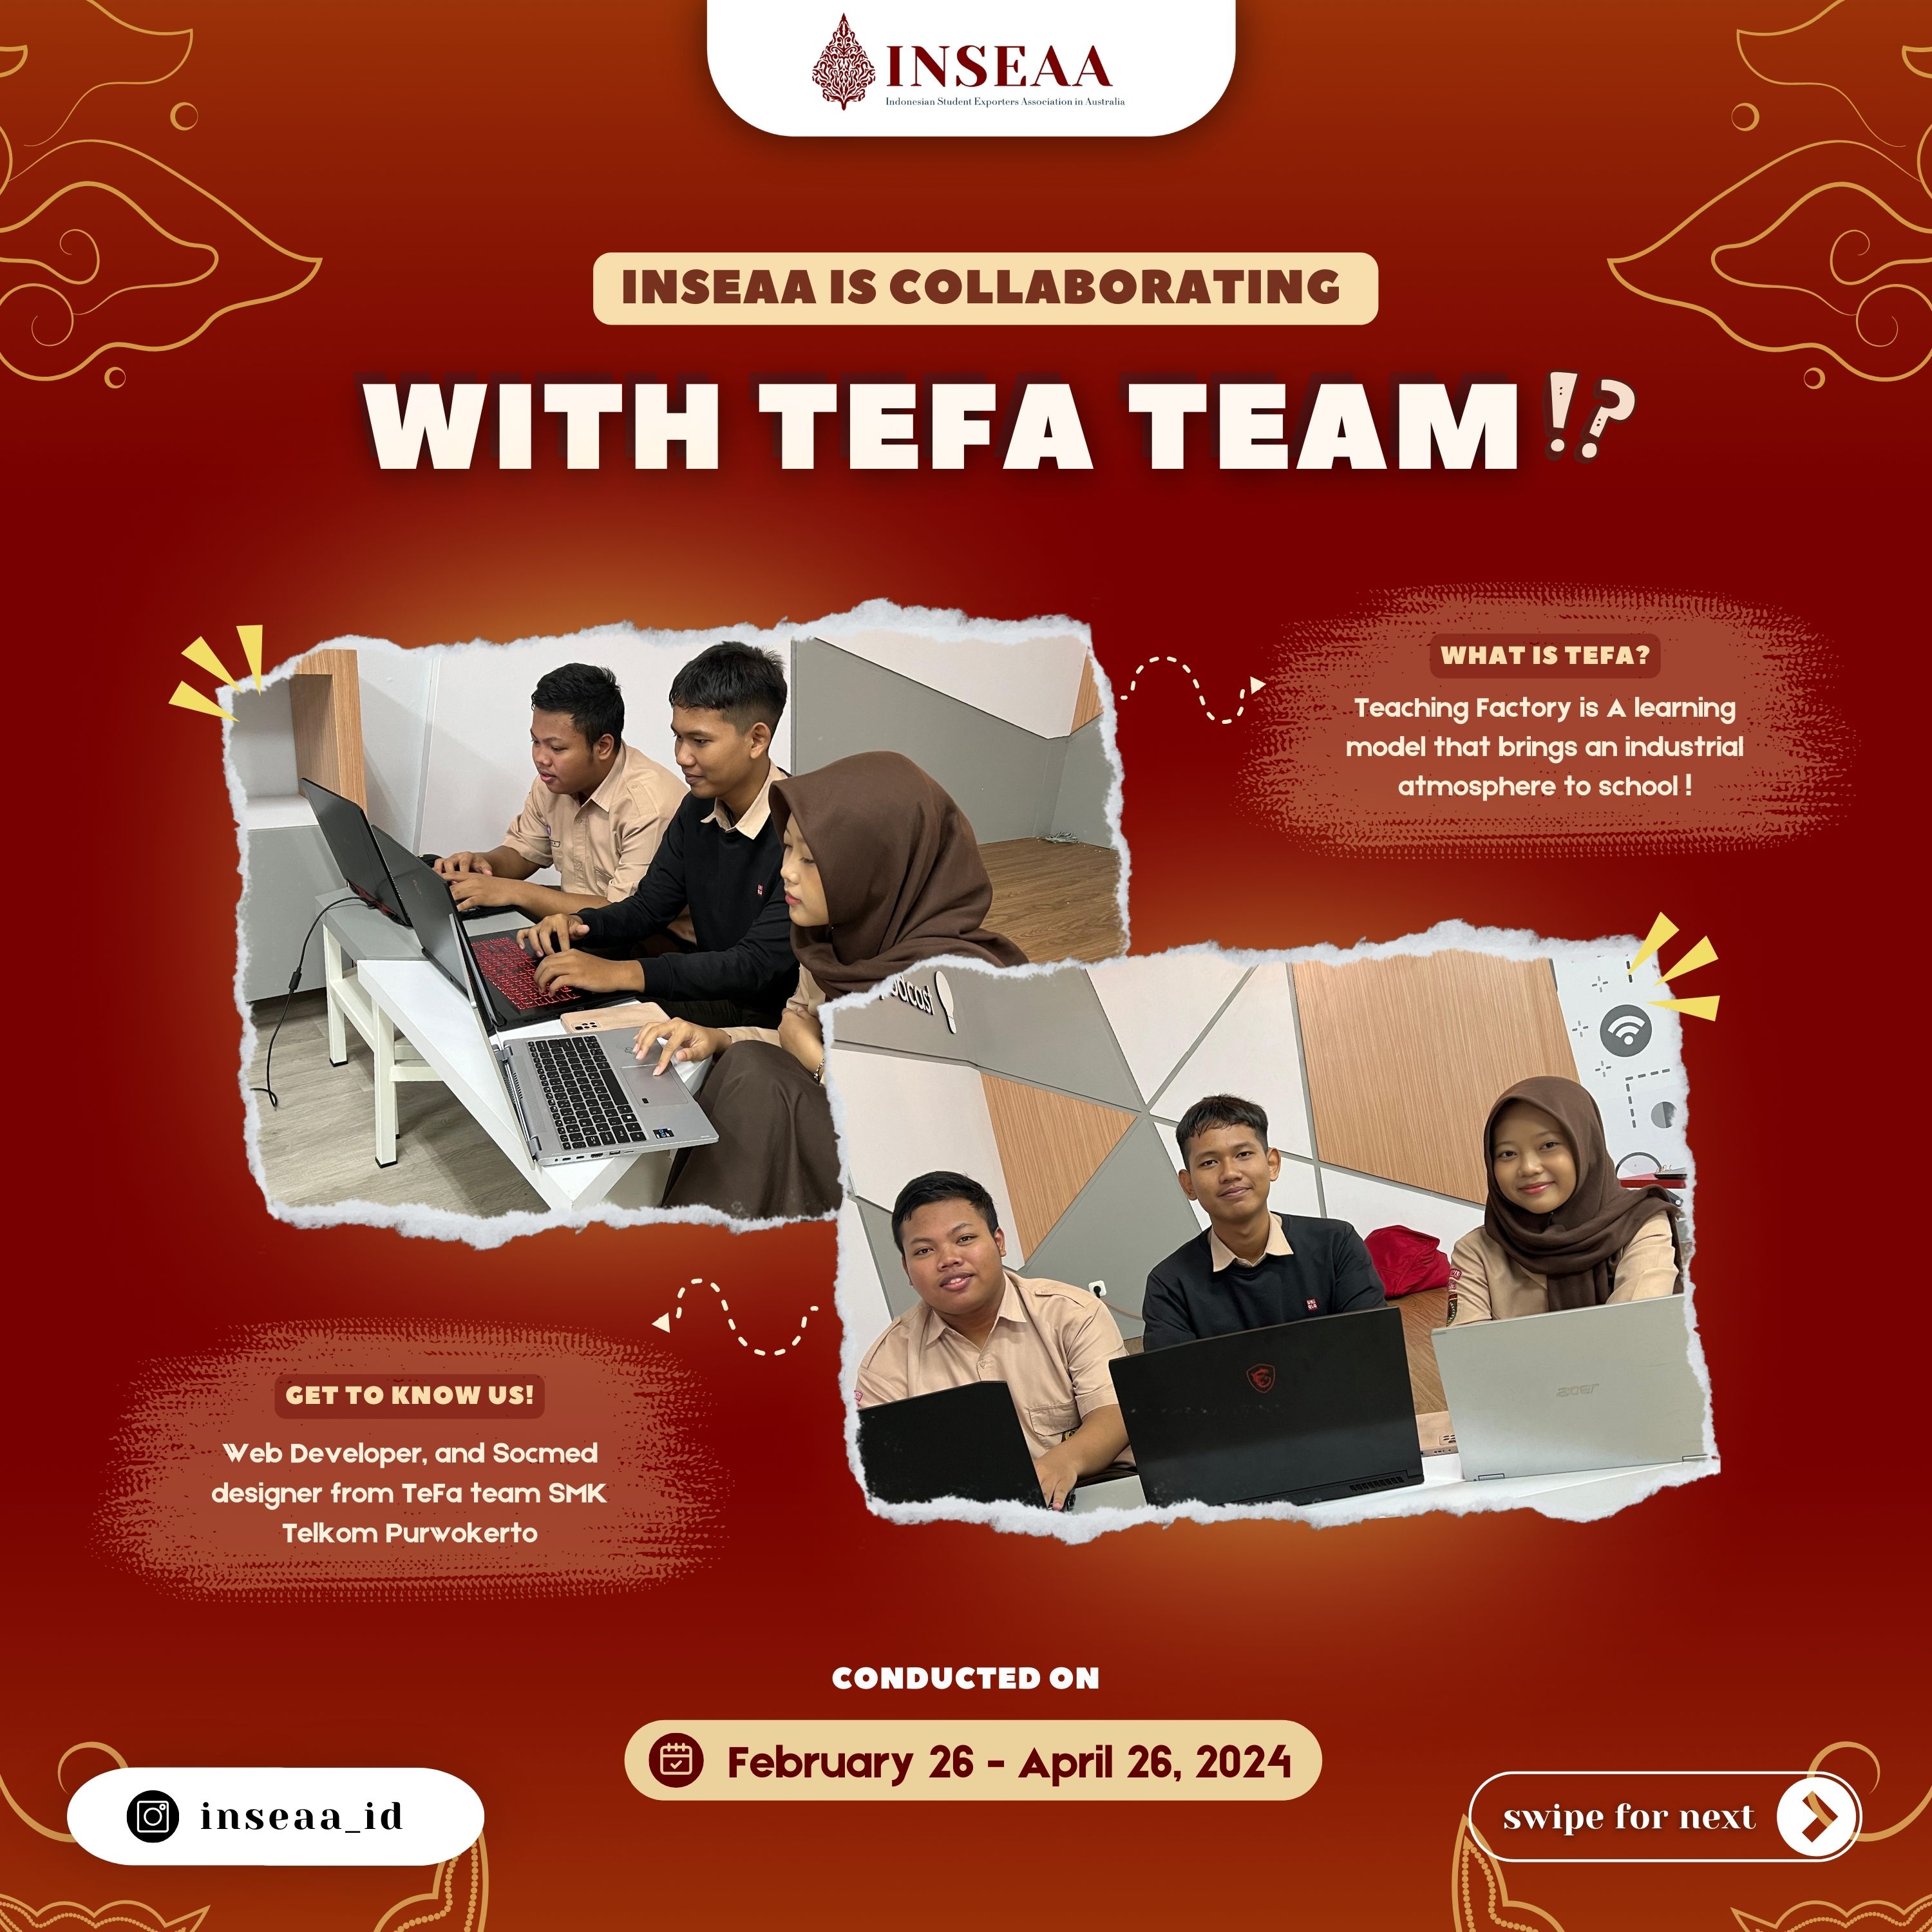 INSEAA
Indonesian Student Exporters Association in Australia
INSEAA IS COLLABORATING
WITH TEFA TEAM!?
WHAT IS TEFA?
Teaching Factory is A learning
model that brings an industrial
atmosphere to school !
GET TO KNOW US!
Web Developer, and Socmed
designer from TeFa team SMK
Telkom Purwokerto
acer
CONDUCTED ON
February 26 - April 26, 2024
inseaa_id
swipe for next